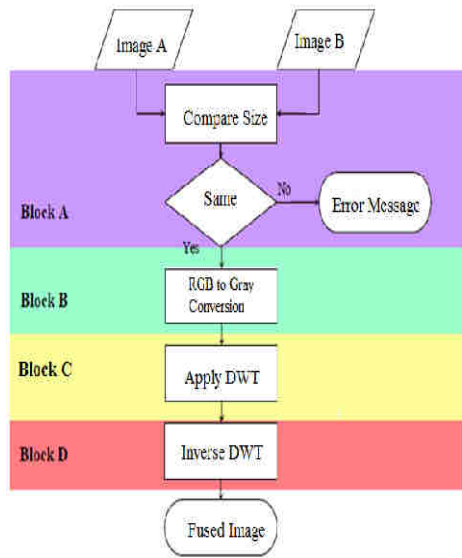 Image A
Image B
Compare Size
Same
No
Error Message
Block A
Yes
RGB to Gray
Conversion
Block B
Block C
Apply DWT
Block D
Inverse DWT
Fused Image